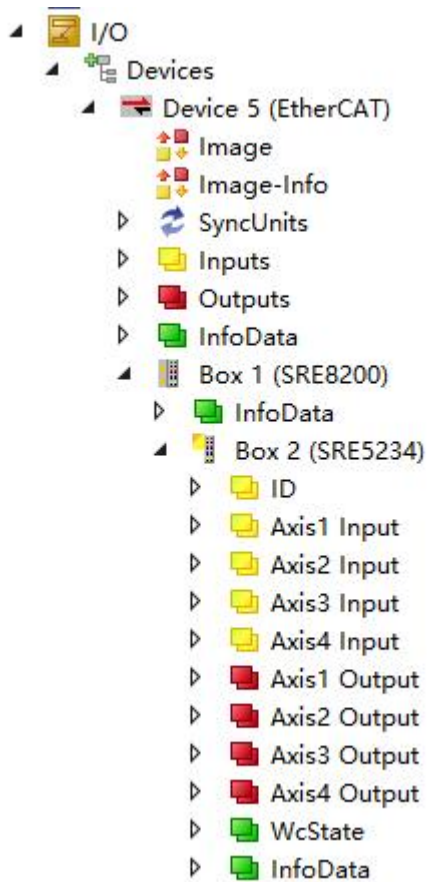 I/O
Devices
Device 5 (EtherCAT)
Image
Image-Info
SyncUnits
Inputs
Outputs
InfoData
Box 1 (SRE8200)
InfoData
Box 2 (SRE5234)
ID
Axis1 Input
Axis2 Input
Axis3 Input
Axis4 Input
Axis1 Output
Axis2 Output
Axis3 Output
Axis4 Output
WcState
InfoData